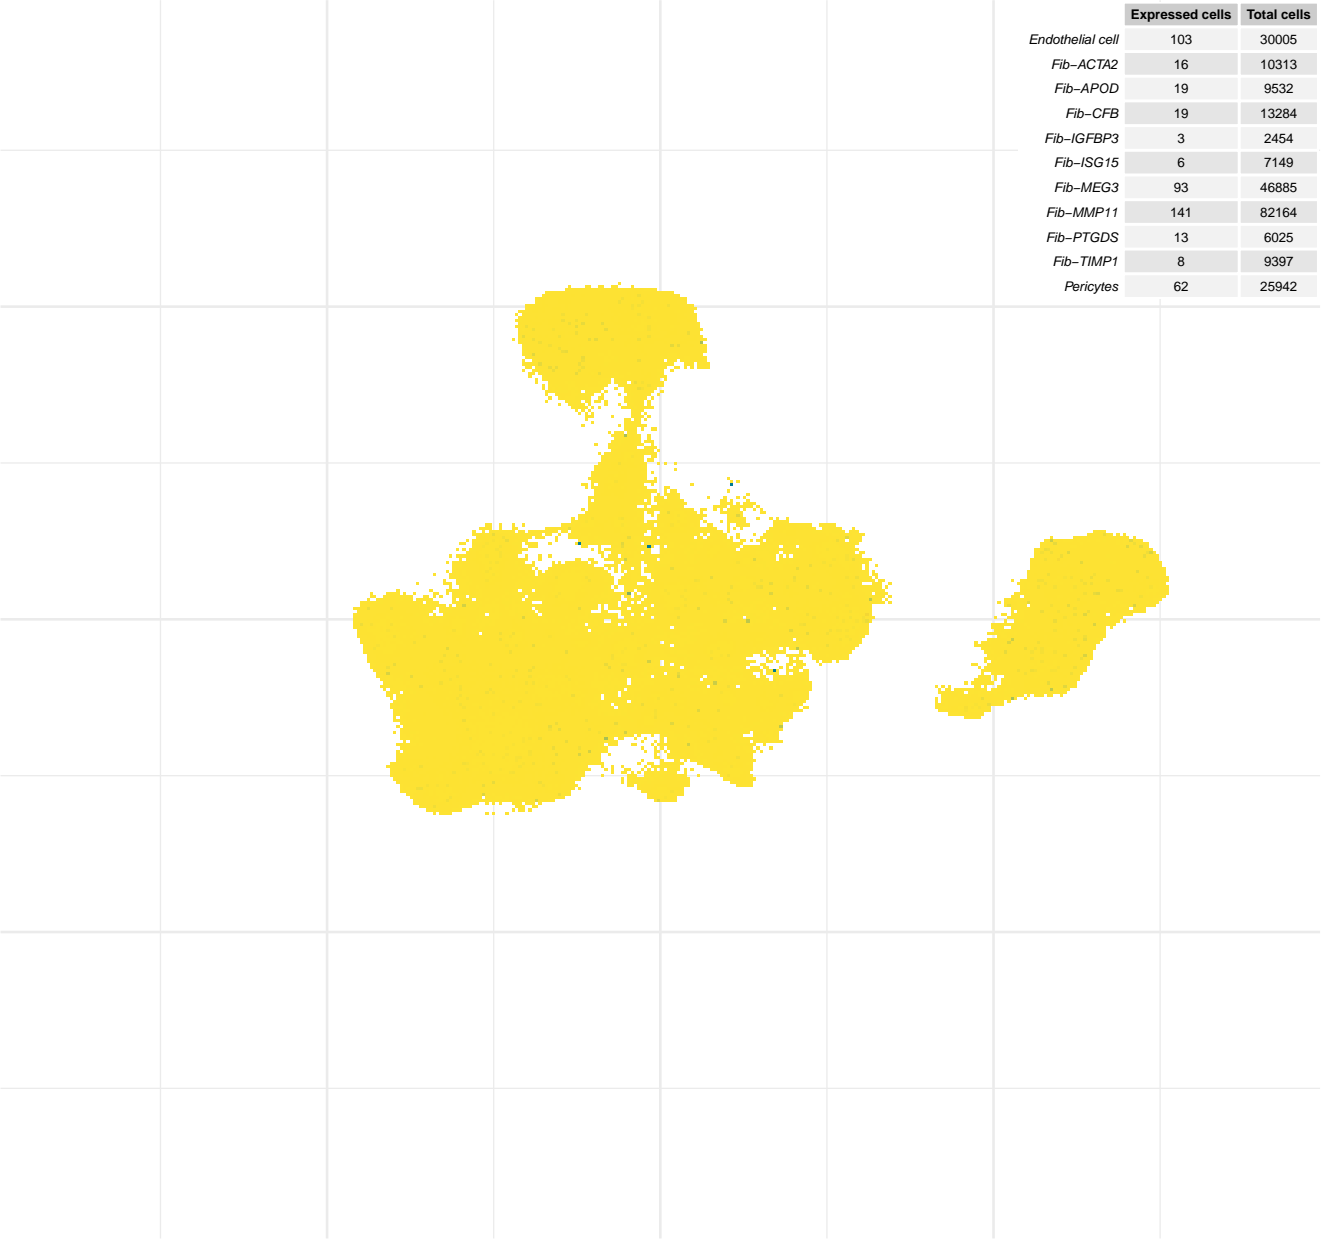 Expressed cells Total cells
Endothelial cell 103 30005
Fib−ACTA2 16 10313
Fib−APOD 19 9532
Fib−CFB 19 13284
Fib−IGFBP3 3 2454
Fib−ISG15 6 7149
Fib−MEG3 93 46885
Fib−MMP11 141 82164
Fib−PTGDS 13 6025
Fib−TIMP1 8 9397
Pericytes 62 25942